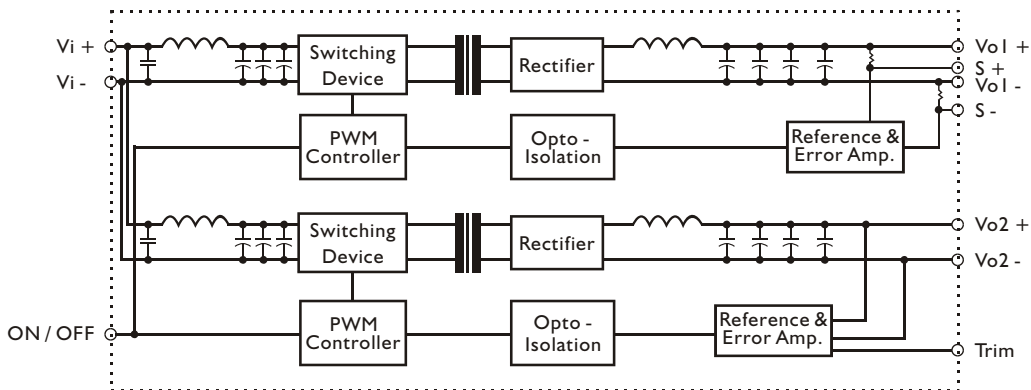 Vi +
Vi -
Switching
Device
Rectifier
Vo1 +
S +
Vo1 -
S -
PWM
Controller
Opto -
Isolation
Reference &
Error Amp.
Switching
Device
Rectifier
Vo2 +
Vo2 -
ON / OFF
PWM
Controller
Opto -
Isolation
Reference &
Error Amp.
Trim